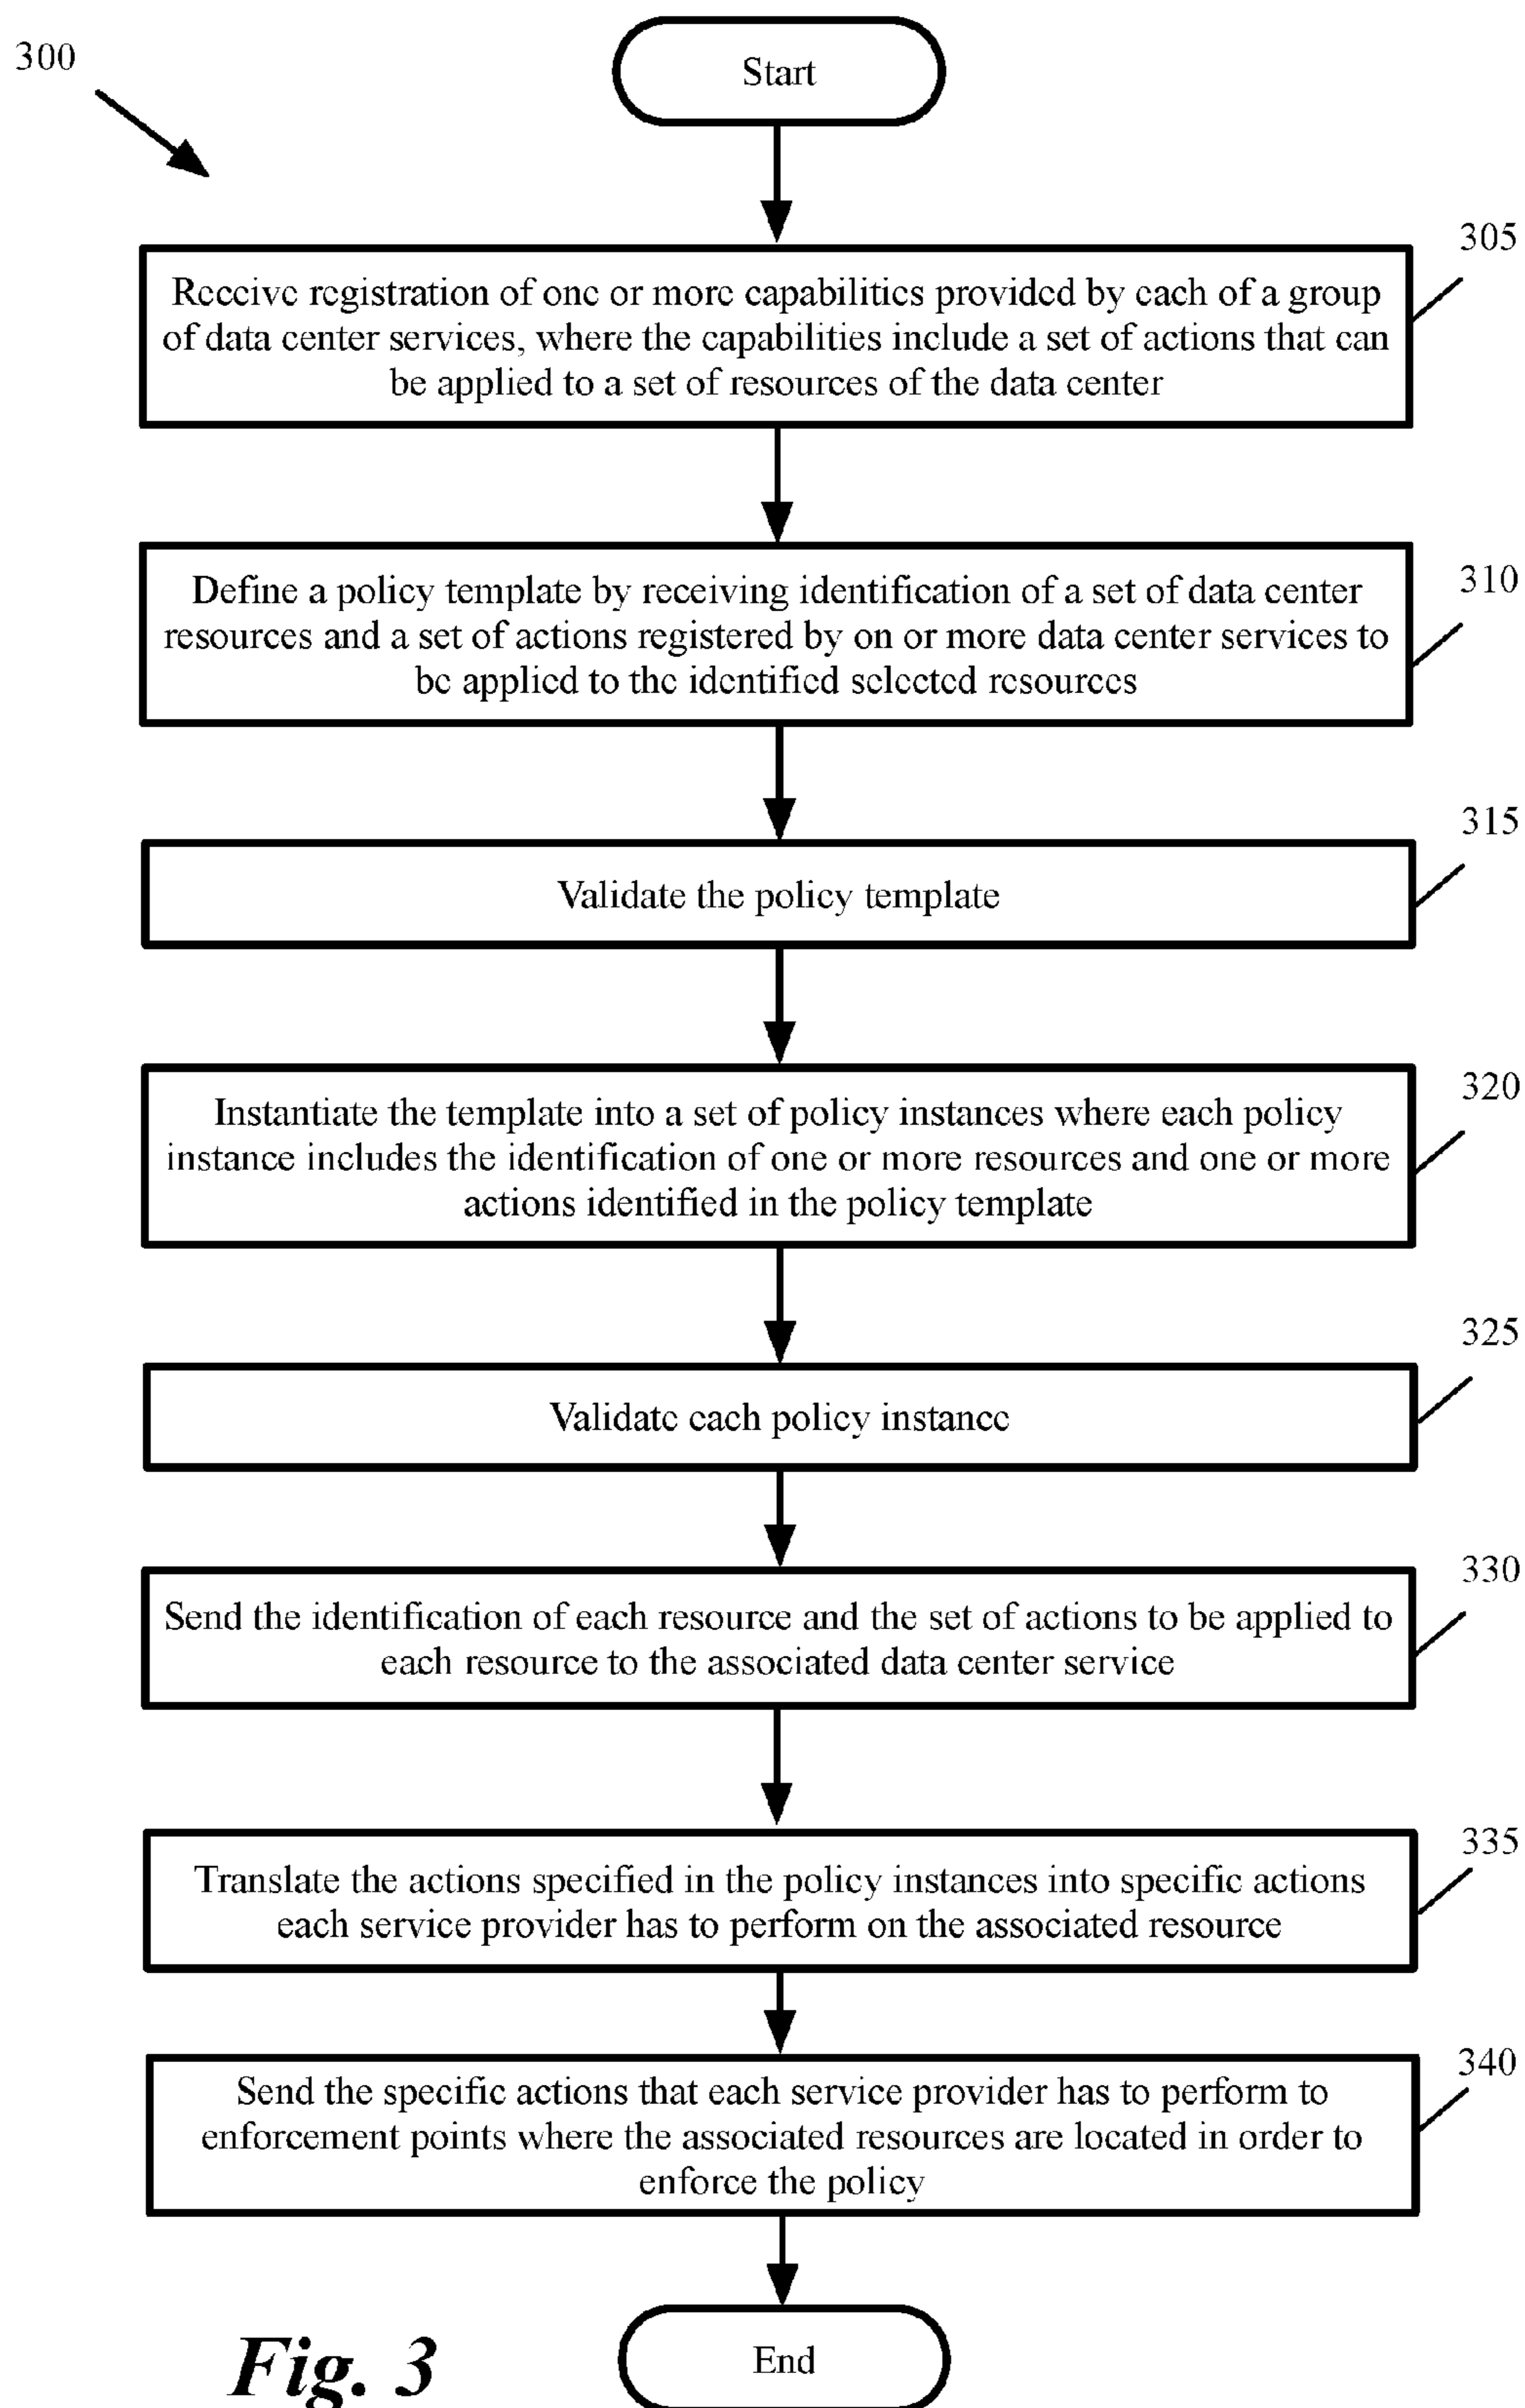 300
Start
305
Receive registration of one or more capabilities provided by each of a group
of data center services, where the capabilities include a set of actions that can
be applied to a set of resources of the data center
310
Define a policy template by receiving identification of a set of data center
resources and a set of actions registered by on or more data center services to
be applied to the identified selected resources
315
Validate the policy template
320
Instantiate the template into a set of policy instances where each policy
instance includes the identification of one or more resources and one or more
actions identified in the policy template
325
Validate each policy instance
330
Send the identification of each resource and the set of actions to be applied to
each resource to the associated data center service
335
Translate the actions specified in the policy instances into specific actions
each service provider has to perform on the associated resource
340
Send the specific actions that each service provider has to perform to
enforcement points where the associated resources are located in order to
enforce the policy
End
Fig. 3